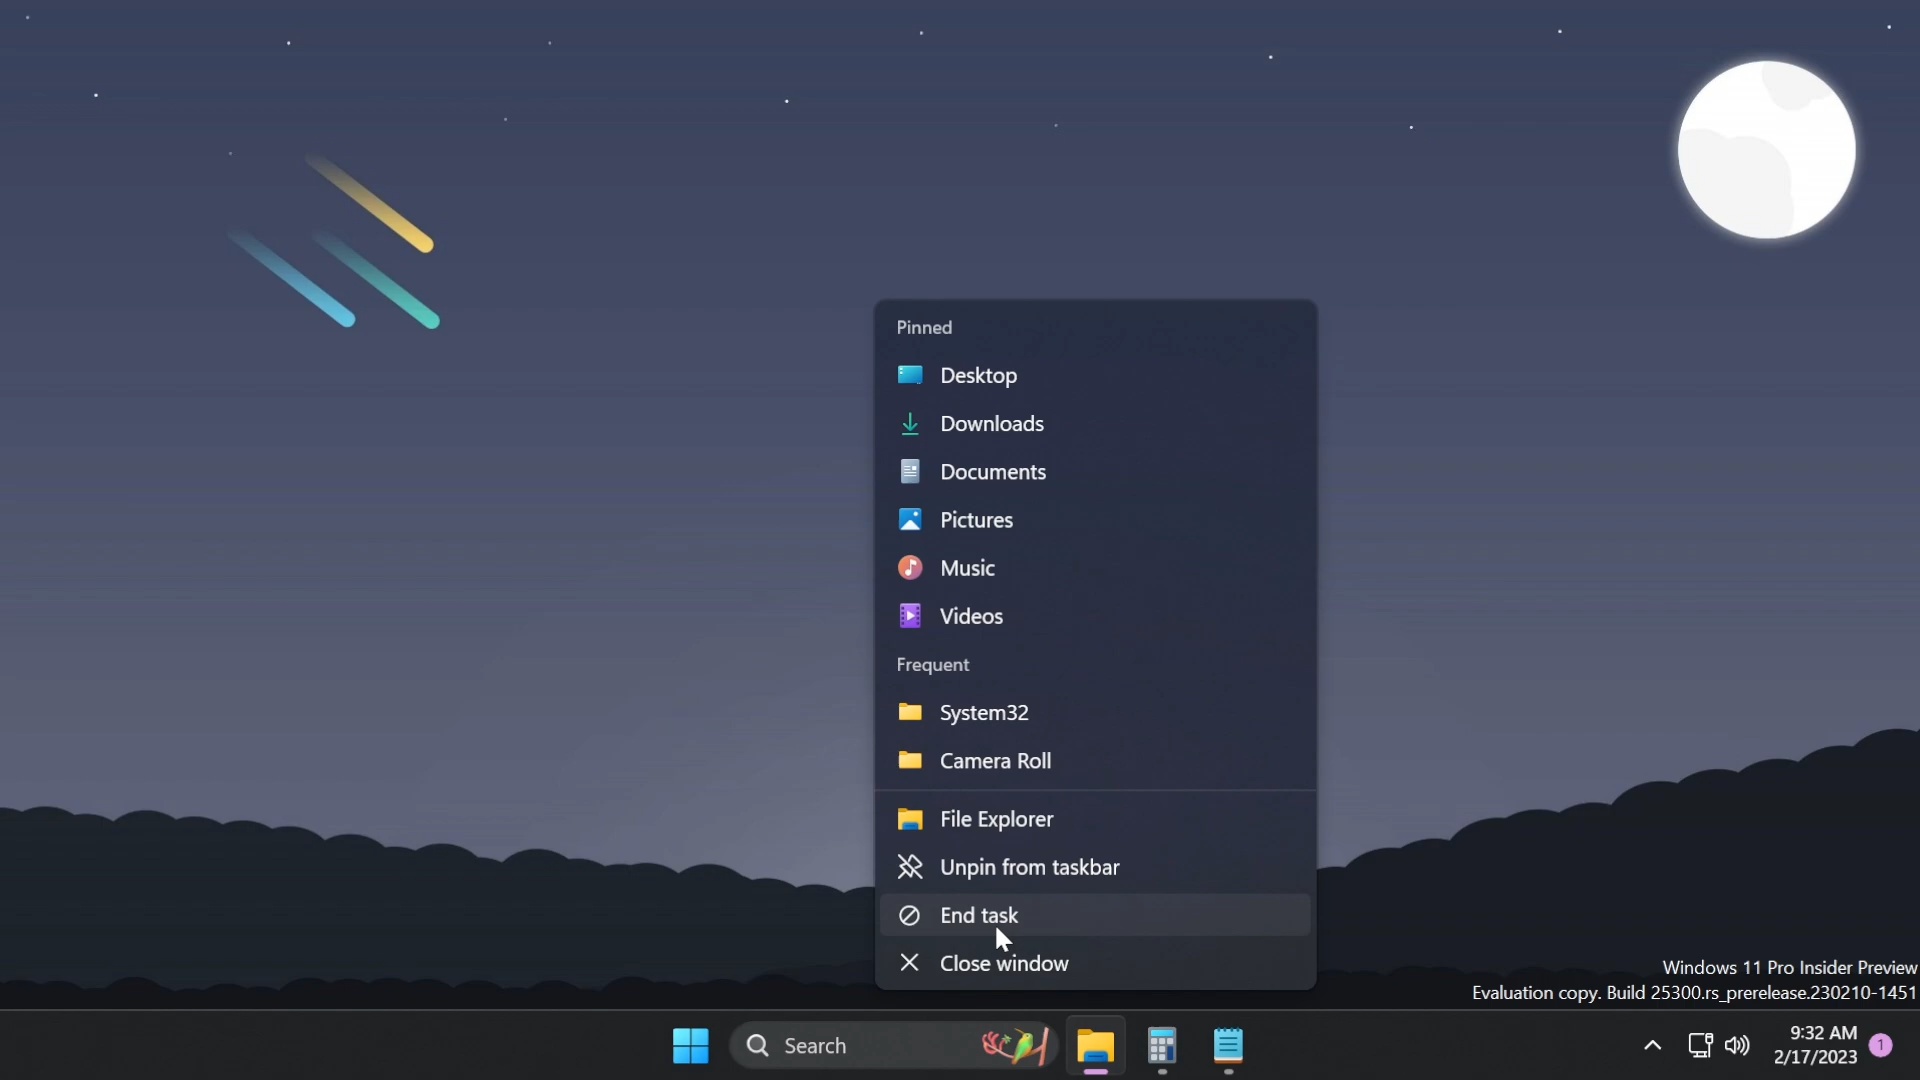 Pinned
Desktop
Downloads
Documents
Pictures
Music
Videos
Frequent
System32
Camera Roll
File Explorer
Unpin from taskbar
End task
Close window
Windows 11 Pro Insider Preview
Evaluation copy. Build 25300.rs_prerelease.230210-1451
Search
9:32 AM
2/17/2023
1